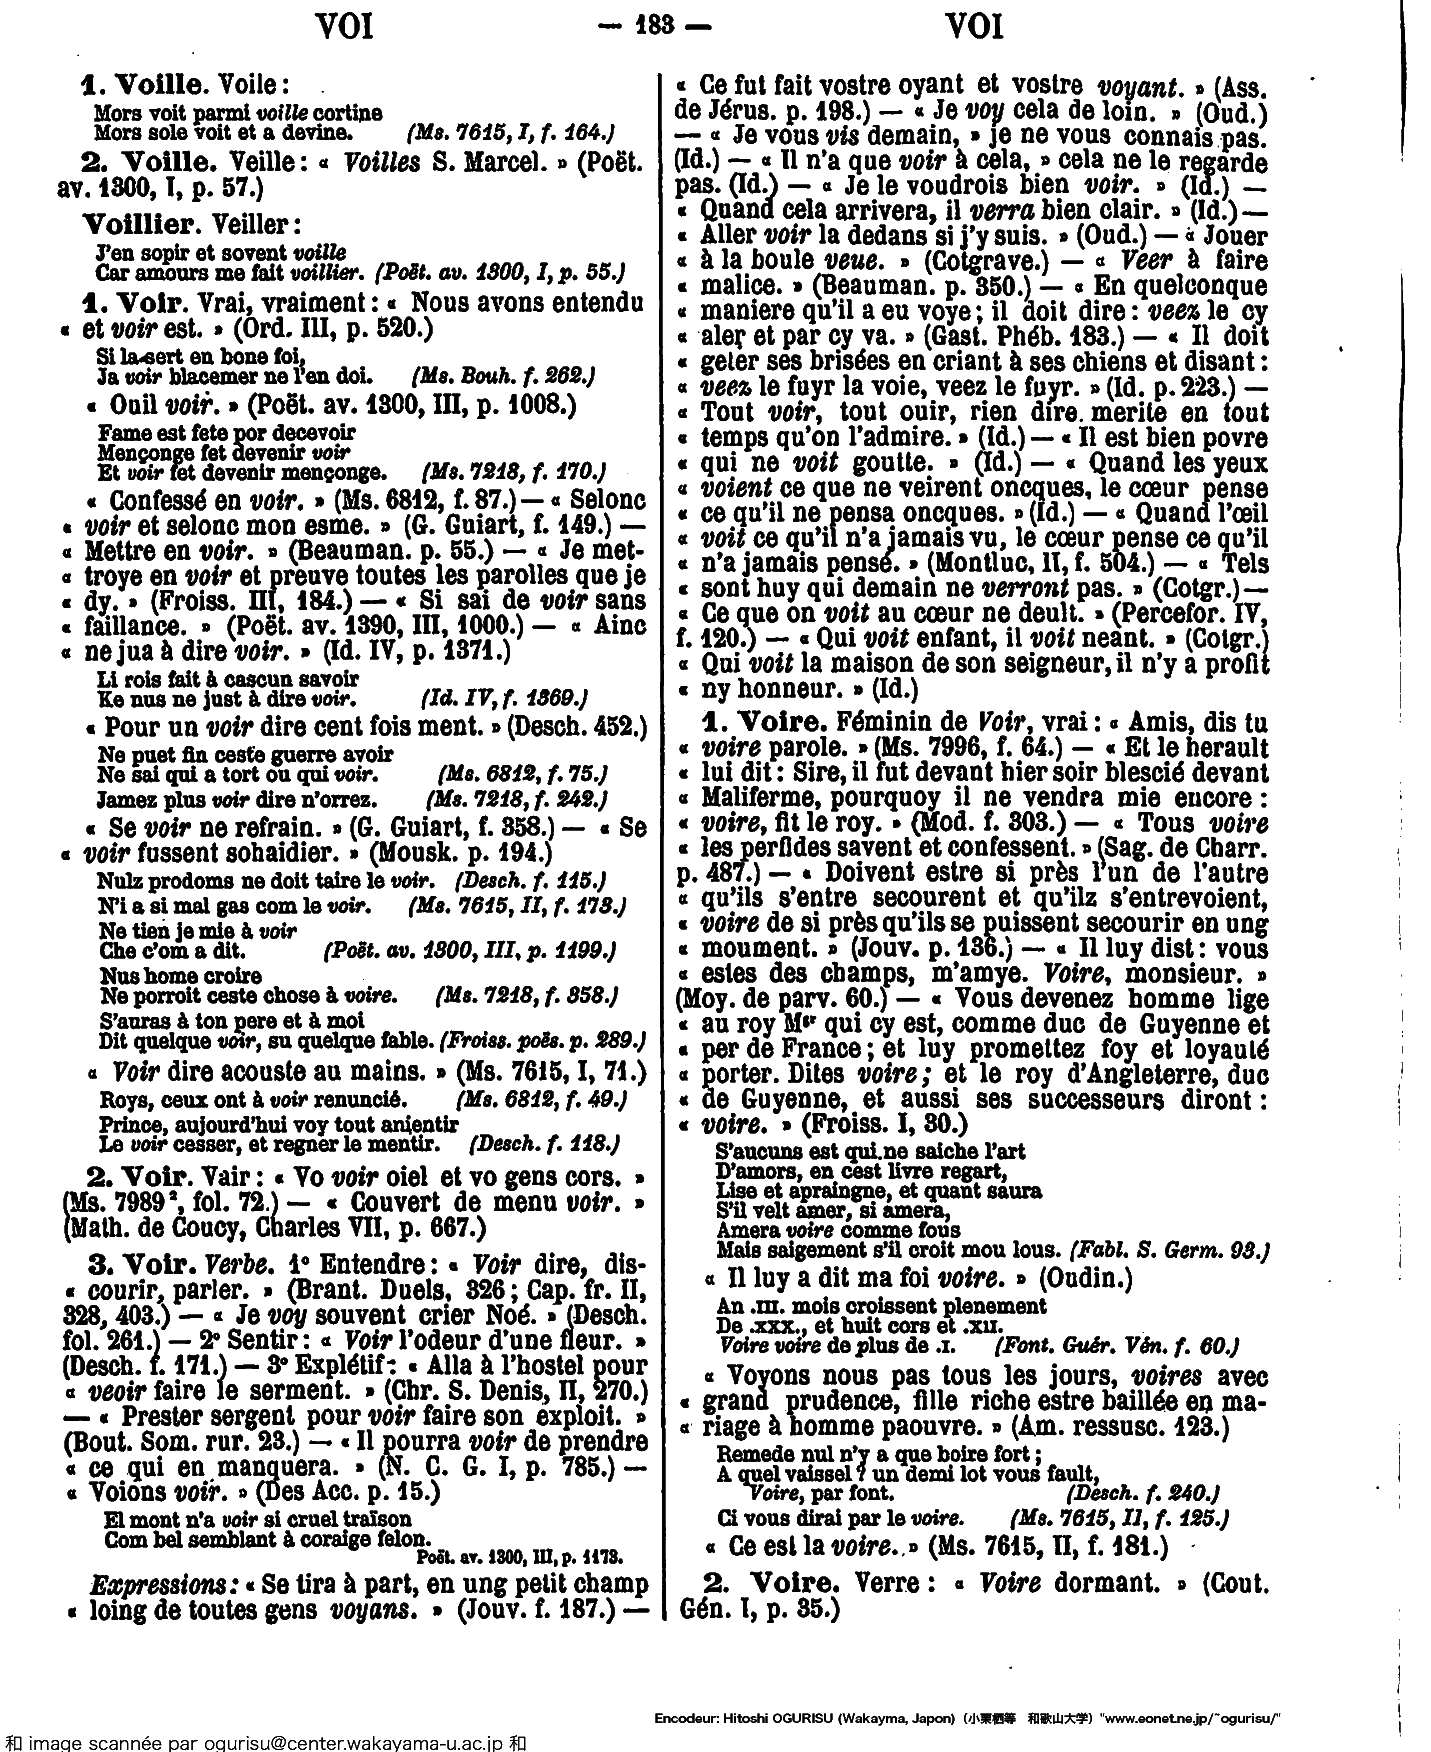 VOI — 183 — VOI
1. Voille. Voile :
Mors voit parmi voille cortine
Mors sole voit et a devine. (Ms. 7615, I, f. 164.)
2. Voille. Veille : « Voilles S. Marcel. » (Poët.
av. 1300, I, p. 57.)
Voillier. Veiller :
J'en sopir et sovent voille
Car amours me fait voillier. (Poët. av. 1300, I, p. 55.)
1. Voir. Vrai, vraiment : « Nous avons entendu
« et voir est. » (Ord. III, p. 520.)
Si la sert en bone foi,
Ja voir blacemer ne l'en doi. (Ms. Bouh. f. 262.)
« Ouil voir. » (Poët. av. 1300, III, p. 1008.)
Fame est fete por decevoir
Mençonge fet devenir voir
Et voir fet devenir mençonge. (Ms. 7218, f. 170.)
« Confessé en voir. » (Ms. 6812, f. 87.) — « Selonc
« voir et selonc mon esme. » (G. Guiart, f. 149.) —
« Mettre en voir. » (Beauman. p. 55.) — « Je met-
« troye en voir et preuve toutes les parolles que je
« dy. » (Froiss. III, 184.) — « Si sai de voir sans
« faillance. » (Poët. av. 1390, III, 1000.) — « Ainc
« ne jua à dire voir. » (Id. IV, p. 1371.)
Li rois fait à cascun savoir
Ke nus ne just à dire voir. (Id. IV, f. 1369.)
« Pour un voir dire cent fois ment. » (Desch. 452.)
Ne puet fin ceste guerre avoir
Ne sai qui a tort ou qui voir. (Ms. 6812, f. 75.)
Jamez plus voir dire n'orrez. (Ms. 7218, f. 242.)
« Se voir ne refrain. » (G. Guiart, f. 358.) — « Se
« voir fussent sohaidier. » (Mousk. p. 194.)
Nulz prodoms ne doit taire le voir. (Desch. f. 115.)
N'i a si mal gas com le voir. (Ms. 7615, II, f. 173.)
Ne tien je mie à voir
Che c'om a dit. (Poët. av. 1300, III, p. 1199.)
Nus home croire
Ne porroit ceste chose à voire. (Ms. 7218, f. 358.)
S'auras à ton pere et à moi
Dit quelque voir, su quelque fable. (Froiss. poës. p. 289.)
« Voir dire acouste au mains. » (Ms. 7615, I, 71.)
Roys, ceux ont à voir renuncié. (Ms. 6812, f. 49.)
Prince, aujourd'hui voy tout anientir
Le voir cesser, et regner le mentir. (Desch. f. 118.)
2. Voir. Vair : « Vo voir oiel et vo gens cors. »
(Ms. 7989², fol. 72.) — « Couvert de menu voir. »
(Math. de Coucy, Charles VII, p. 667.)
3. Voir. Verbe. 1° Entendre : « Voir dire, dis-
« courir, parler. » (Brant. Duels, 326 ; Cap. fr. II,
328, 403.) — « Je voy souvent crier Noé. » (Desch.
fol. 261.) — 2° Sentir : « Voir l'odeur d'une fleur. »
(Desch. f. 171.) — 3° Explétif : « Alla à l'hostel pour
« veoir faire le serment. » (Chr. S. Denis, II, 270.)
— « Prester sergent pour voir faire son exploit. »
(Bout. Som. rur. 23.) — « Il pourra voir de prendre
« ce qui en manquera. » (N. C. G. I, p. 785.) —
« Voions voir. » (Des Acc. p. 15.)
El mont n'a voir si cruel traïson
Com bel semblant à coraige felon.
Poët. av. 1300, III, p. 1173.
Expressions : « Se tira à part, en ung petit champ
« loing de toutes gens voyans. » (Jouv. f. 187.) —
« Ce fut fait vostre oyant et vostre voyant. » (Ass.
de Jérus. p. 198.) — « Je voy cela de loin. » (Oud.)
— « Je vous vis demain, » je ne vous connais pas.
(Id.) — « Il n'a que voir à cela, » cela ne le regarde
pas. (Id.) — « Je le voudrois bien voir. » (Id.) —
« Quand cela arrivera, il verra bien clair. » (Id.) —
« Aller voir la dedans si j'y suis. » (Oud.) — « Jouer
« à la boule veue. » (Cotgrave.) — « Veer à faire
« malice. » (Beauman. p. 350.) — « En quelconque
« maniere qu'il a eu voye ; il doit dire : veez le cy
« aler et par cy va. » (Gast. Phéb. 183.) — « Il doit
« geter ses brisées en criant à ses chiens et disant :
« veez le fuyr la voie, veez le fuyr. » (Id. p. 223.) —
« Tout voir, tout ouir, rien dire merite en tout
« temps qu'on l'admire. » (Id.) — « Il est bien povre
« qui ne voit goutte. » (Id.) — « Quand les yeux
« voient ce que ne veirent oncques, le cœur pense
« ce qu'il ne pensa oncques. » (Id.) — « Quand l'œil
« voit ce qu'il n'a jamais vu, le cœur pense ce qu'il
« n'a jamais pensé. » (Montluc, II, f. 504.) — « Tels
« sont huy qui demain ne verront pas. » (Cotgr.) —
« Ce que on voit au cœur ne deult. » (Percefor. IV,
f. 120.) — « Qui voit enfant, il voit neant. » (Cotgr.)
« Qui voit la maison de son seigneur, il n'y a profit
« ny honneur. » (Id.)
1. Voire. Féminin de Voir, vrai : « Amis, dis tu
« voire parole. » (Ms. 7996, f. 64.) — « Et le herault
« lui dit : Sire, il fut devant hier soir blescié devant
« Maliferme, pourquoy il ne vendra mie encore :
« voire, fit le roy. » (Mod. f. 303.) — « Tous voire
« les perfides savent et confessent. » (Sag. de Charr.
p. 487.) — « Doivent estre si près l'un de l'autre
« qu'ils s'entre secourent et qu'ilz s'entrevoient,
« voire de si près qu'ils se puissent secourir en ung
« moument. » (Jouv. p. 136.) — « Il luy dist : vous
« estes des champs, m'amye. Voire, monsieur. »
(Moy. de parv. 60.) — « Vous devenez homme lige
« au roy Mgr qui cy est, comme duc de Guyenne et
« per de France ; et luy promettez foy et loyauté
« porter. Dites voire ; et le roy d'Angleterre, duc
« de Guyenne, et aussi ses successeurs diront :
« voire. » (Froiss. I, 30.)
S'aucuns est qui ne saiche l'art
D'amors, en cest livre regart,
Lise et apraingne, et quant saura
S'il velt amer, si amera,
Amera voire comme fous
Mais saigement s'il croit mou lous. (Fabl. S. Germ. 93.)
« Il luy a dit ma foi voire. » (Oudin.)
An .III. mois croissent plenement
De .XXX., et huit cors et .XII.
Voire voire de plus de .I. (Font. Guér. Vén. f. 60.)
« Voyons nous pas tous les jours, voires avec
« grand prudence, fille riche estre baillée en ma-
« riage à homme paouvre. » (Am. ressusc. 123.)
Remede nul n'y a que boire fort ;
A quel vaissel ? un demi lot vous fault,
Voire, par font. (Desch. f. 240.)
Ci vous dirai par le voire. (Ms. 7615, II, f. 125.)
« Ce est la voire. » (Ms. 7615, II, f. 181.)
2. Voire. Verre : « Voire dormant. » (Cout.
Gén. I, p. 35.)
Encodeur: Hitoshi OGURISU (Wakayma, Japon) (小栗栖等 和歌山大学) "www.eonet.ne.jp/~ogurisu/"
和 image scannée par ogurisu@center.wakayama-u.ac.jp 和